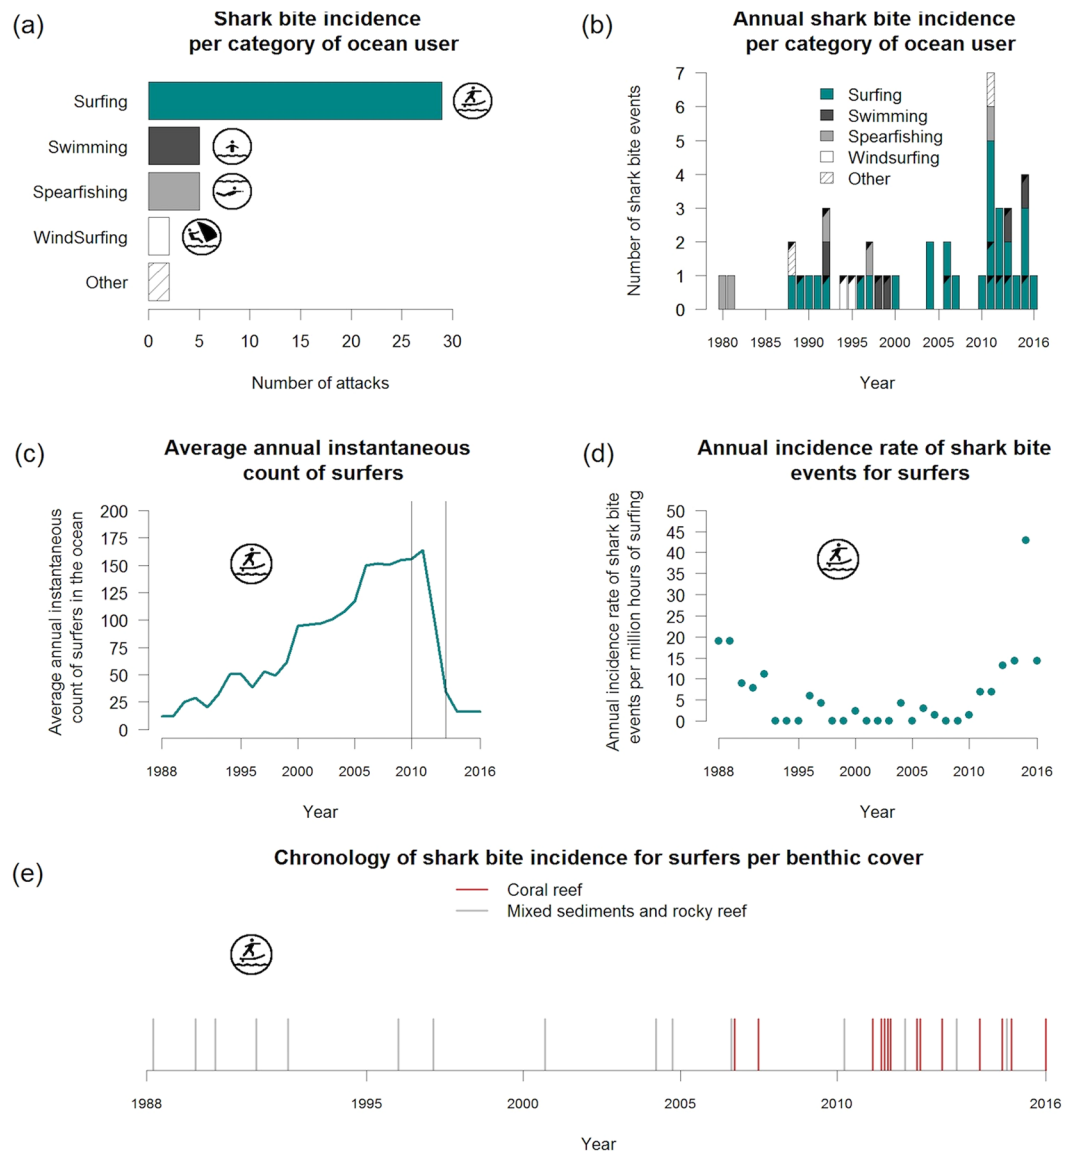 (a)
Shark bite incidence
per category of ocean user
Surfing
Swimming
Spearfishing
WindSurfing
Other
0 5 10 15 20 25 30
Number of attacks
(b)
Annual shark bite incidence
per category of ocean user
Number of shark bite events
7
6
5
4
3
2
1
0
Surfing
Swimming
Spearfishing
Windsurfing
Other
1980 1985 1990 1995 2000 2005 2010 2016
Year
(c)
Average annual instantaneous
count of surfers
Average annual instantaneous
count of surfers in the ocean
200
175
150
125
100
75
50
25
0
1988 1995 2000 2005 2010 2016
Year
(d)
Annual incidence rate of shark bite
events for surfers
Annual incidence rate of shark bite
events per million hours of surfing
50
45
40
35
30
25
20
15
10
5
0
1988 1995 2000 2005 2010 2016
Year
(e)
Chronology of shark bite incidence for surfers per benthic cover
Coral reef
Mixed sediments and rocky reef
1988 1995 2000 2005 2010 2016
Year